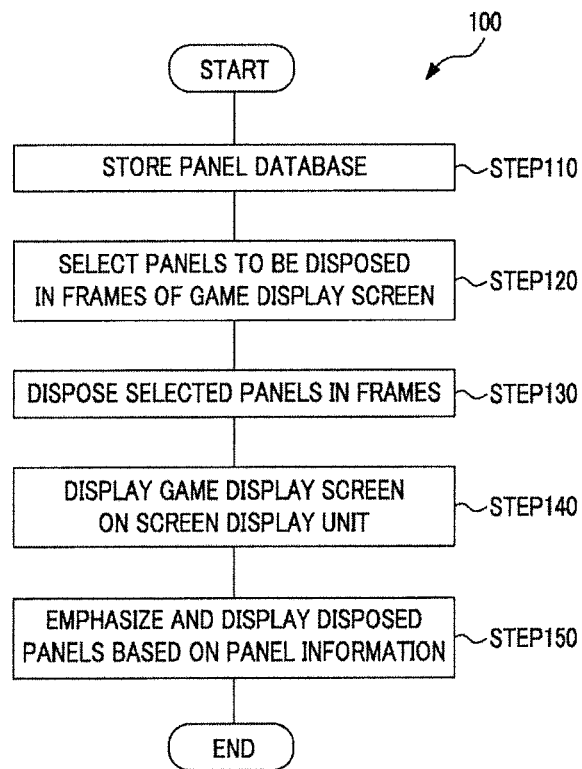 100
START
STORE PANEL DATABASE
STEP110
SELECT PANELS TO BE DISPOSED
IN FRAMES OF GAME DISPLAY SCREEN
STEP120
DISPOSE SELECTED PANELS IN FRAMES
STEP130
DISPLAY GAME DISPLAY SCREEN
ON SCREEN DISPLAY UNIT
STEP140
EMPHASIZE AND DISPLAY DISPOSED
PANELS BASED ON PANEL INFORMATION
STEP150
END